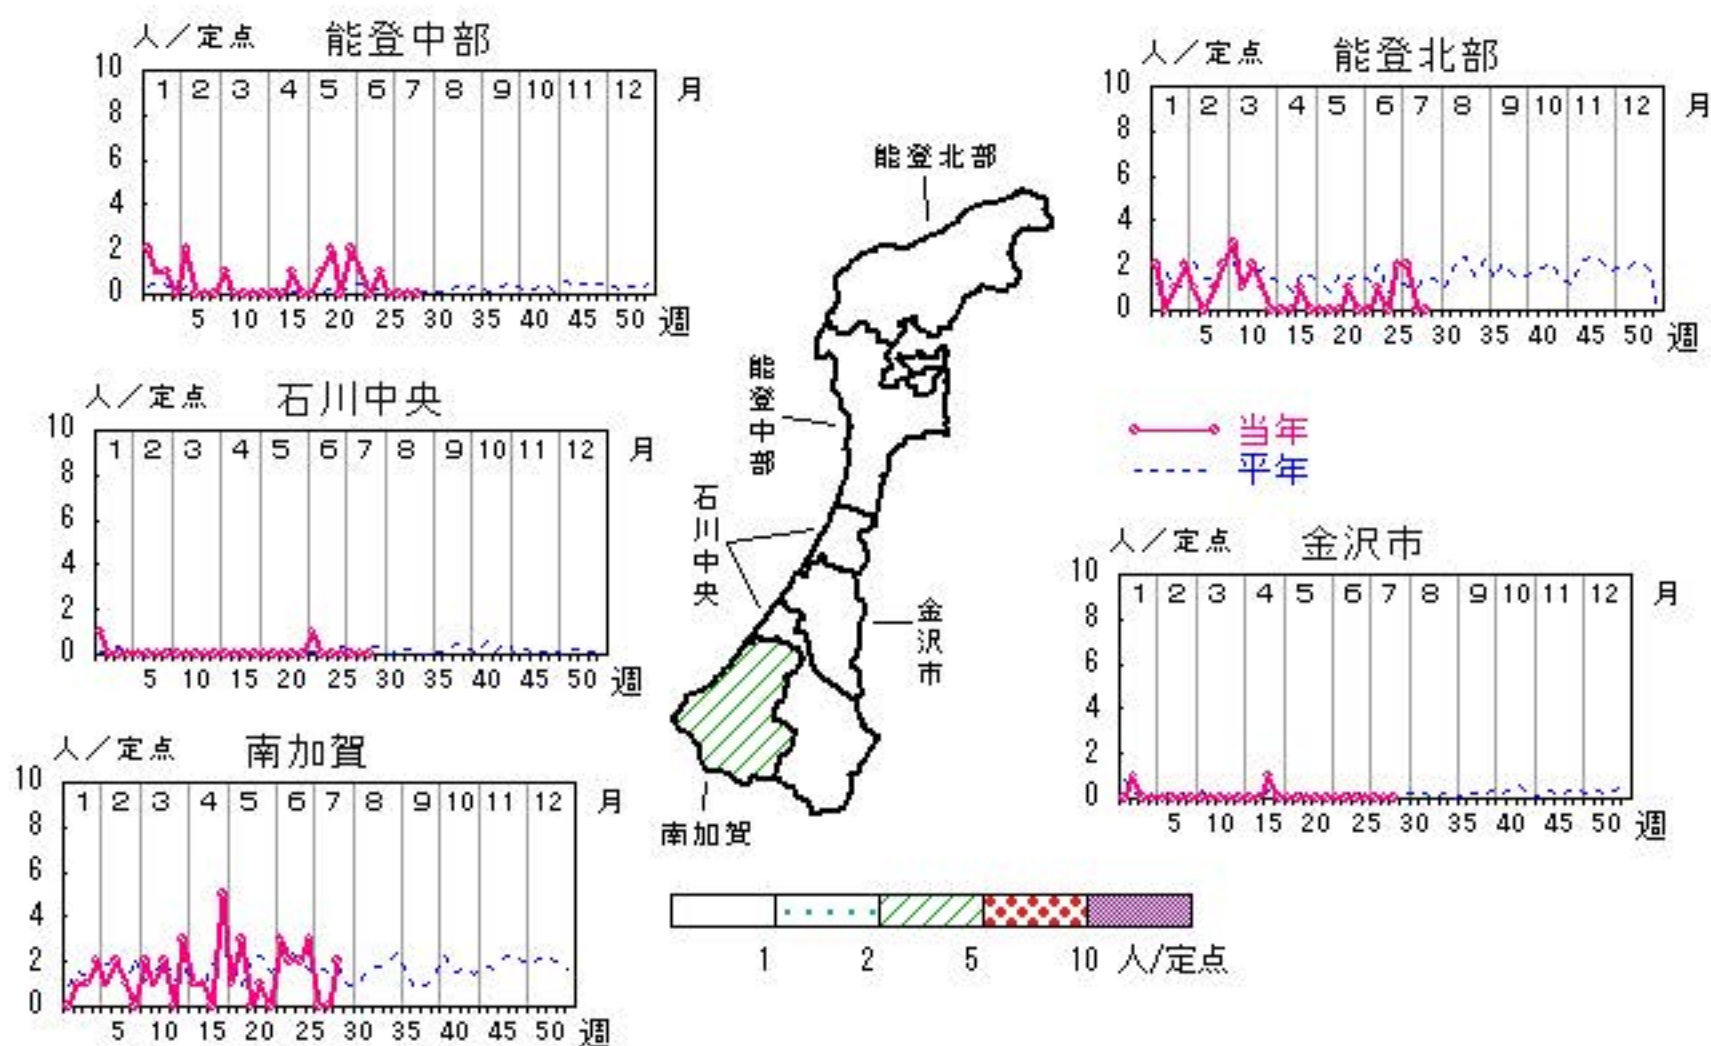 人／定点 能登中部
10 8 6 4 2 0
1 2 3 4 5 6 7 8 9 10 11 12 月
5 10 15 20 25 30 35 40 45 50 週
人／定点 能登北部
10 8 6 4 2 0
1 2 3 4 5 6 7 8 9 10 11 12 月
5 10 15 20 25 30 35 40 45 50 週
能登北部
能登中部
石川中央
金沢市
南加賀
人／定点 石川中央
10 8 6 4 2 0
1 2 3 4 5 6 7 8 9 10 11 12 月
5 10 15 20 25 30 35 40 45 50 週
当年
平年
人／定点 金沢市
10 8 6 4 2 0
1 2 3 4 5 6 7 8 9 10 11 12 月
5 10 15 20 25 30 35 40 45 50 週
人／定点 南加賀
10 8 6 4 2 0
1 2 3 4 5 6 7 8 9 10 11 12 月
5 10 15 20 25 30 35 40 45 50 週
1 2 5 10 人/定点